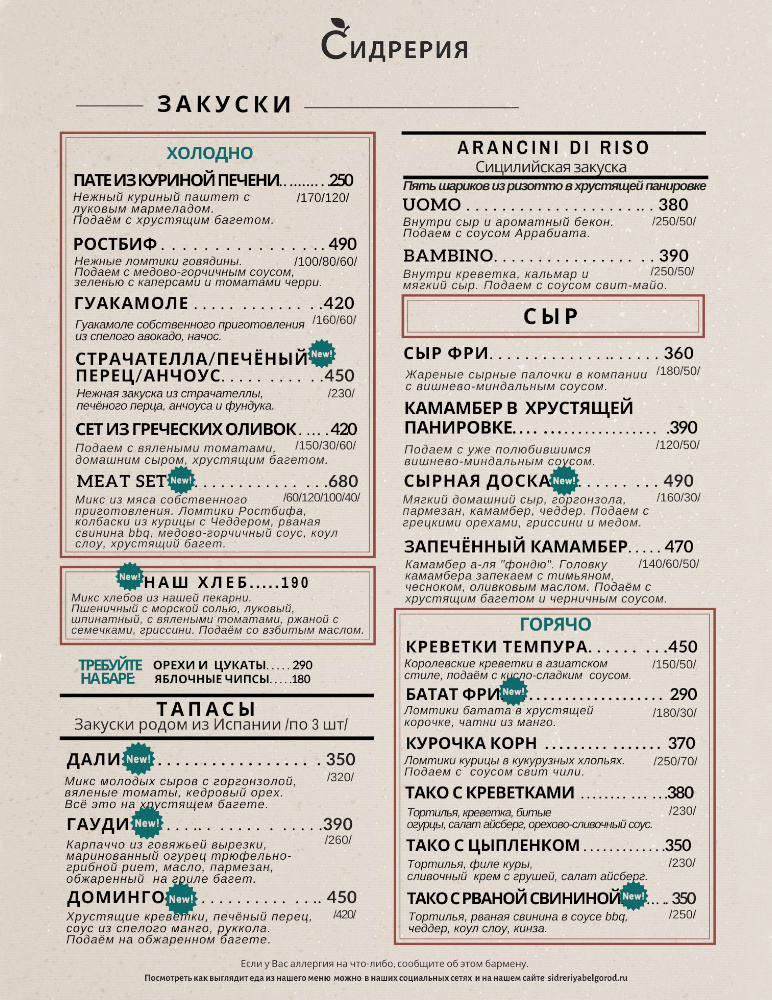 СИДРЕРИЯ
ЗАКУСКИ
ХОЛОДНО
ПАТЕ ИЗ КУРИНОЙ ПЕЧЕНИ.........250
Нежный куриный паштет с /170/120/
луковым мармеладом.
Подаём с хрустящим багетом.
РОСТБИФ . . . . . . . . . . . . . . . 490
Нежные ломтики говядины. /100/80/60/
Подаем с медово-горчичным соусом,
зеленью с каперсами и томатами черри.
ГУАКАМОЛЕ . . . . . . . . . . . .420
Гуакамоле собственного приготовления /160/60/
из спелого авокадо, начос.
СТРАЧАТЕЛЛА/ПЕЧЁНЫЙ New!
ПЕРЕЦ/АНЧОУС. . . . . . . . .450
Нежная закуска из страчателлы, /230/
печёного перца, анчоуса и фундука.
СЕТ ИЗ ГРЕЧЕСКИХ ОЛИВОК . . . . 420
Подаем с вялеными томатами, /150/30/60/
домашним сыром, хрустящим багетом.
MEAT SET New! . . . . . . . . . . . .680
Микс из мяса собственного /60/120/100/40/
приготовления. Ломтики Ростбифа,
колбаски из курицы с Чеддером, рваная
свинина bbq, медово-горчичный соус, коул
слоу, хрустящий багет.
New! НАШ ХЛЕБ.....190
Микс хлебов из нашей пекарни.
Пшеничный с морской солью, луковый,
шпинатный, с вялеными томатами, ржаной с
семечками, гриссини. Подаём со взбитым маслом.
ТРЕБУЙТЕ НА БАРЕ:
ОРЕХИ И ЦУКАТЫ..... 290
ЯБЛОЧНЫЕ ЧИПСЫ.....180
ТАПАСЫ
Закуски родом из Испании /по 3 шт/
ДАЛИ New! . . . . . . . . . . . . . . . 350
Микс молодых сыров с горгонзолой, /320/
вяленые томаты, кедровый орех.
Всё это на хрустящем багете.
ГАУДИ New! . . . . . . . . . . . . . .390
Карпаччо из говяжьей вырезки, /260/
маринованный огурец трюфельно-
грибной риет, масло, пармезан,
обжаренный на гриле багет.
ДОМИНГО New! . . . . . . . . . . . . 450
Хрустящие креветки, печёный перец, /420/
соус из спелого манго, руккола.
Подаём на обжаренном багете.
ARANCINI DI RISO
Сицилийская закуска
Пять шариков из ризотто в хрустящей панировке
UOMO . . . . . . . . . . . . . . . . . . 380
Внутри сыр и ароматный бекон. /250/50/
Подаем с соусом Аррабиата.
BAMBINO. . . . . . . . . . . . . . . 390
Внутри креветка, кальмар и /250/50/
мягкий сыр. Подаем с соусом свит-майо.
СЫР
СЫР ФРИ. . . . . . . . . . . . . . . . . 360
Жареные сырные палочки в компании /180/50/
с вишнево-миндальным соусом.
КАМАМБЕР В ХРУСТЯЩЕЙ
ПАНИРОВКЕ.... ...............390
Подаем с уже полюбившимся /120/50/
вишнево-миндальным соусом.
СЫРНАЯ ДОСКА New! . . . . . . . . 490
Мягкий домашний сыр, горгонзола, /160/30/
пармезан, камамбер, чеддер. Подаем с
грецкими орехами, гриссини и медом.
ЗАПЕЧЁННЫЙ КАМАМБЕР..... 470
Камамбер а-ля "фондю". Головку /140/60/50/
камамбера запекаем с тимьяном,
чесноком, оливковым маслом. Подаем с
хрустящим багетом и черничным соусом.
ГОРЯЧО
КРЕВЕТКИ ТЕМПУРА. . . . . . . . .450
Королевские креветки в азиатском /150/50/
стиле, подаём с кисло-сладким соусом.
БАТАТ ФРИ New! . . . . . . . . . . . . 290
Ломтики батата в хрустящей /180/30/
корочке, чатни из манго.
КУРОЧКА КОРН . . . . . . . . . . . . 370
Ломтики курицы в кукурузных хлопьях. /250/70/
Подаем с соусом свит чили.
ТАКО С КРЕВЕТКАМИ ........ ... ..380
Тортилья, креветка, битые /230/
огурцы, салат айсберг, орехово-сливочный соус.
ТАКО С ЦЫПЛЕНКОМ ............350
Тортилья, филе куры, /230/
сливочный крем с грушей, салат айсберг.
ТАКО С РВАНОЙ СВИНИНОЙ New! .... 350
Тортилья, рваная свинина в соусе bbq, /250/
чеддер, коул слоу, кинза.
Если у Вас аллергия на что-либо, сообщите об этом бармену.
Посмотреть как выглядит еда из нашего меню можно в наших социальных сетях и на нашем сайте sidreriyabelgorod.ru